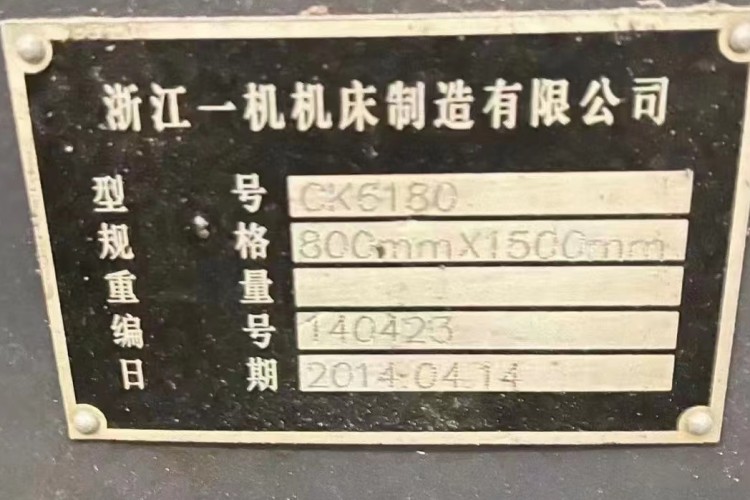 浙江一机机床制造有限公司
型 号 CK6180
规 格 800mmX1500mm
重 量
编 号 140423
日 期 2014.04.14